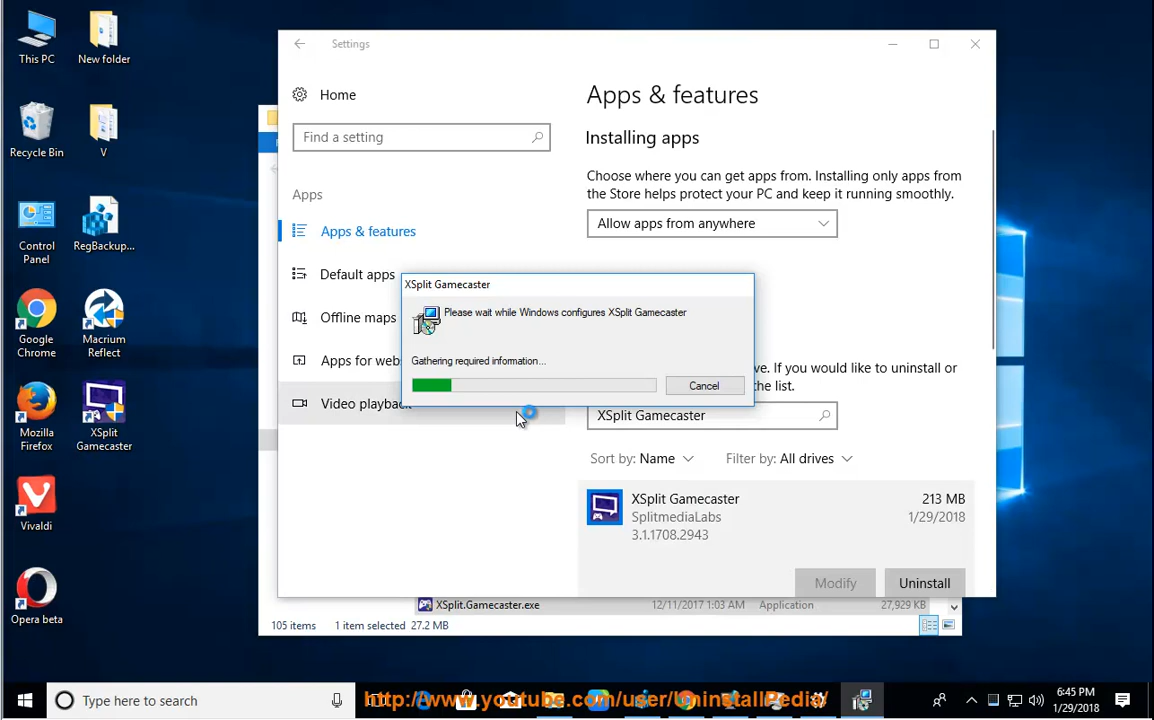 This PC
New folder
Recycle Bin
V
Control
Panel
RegBackup...
Google
Chrome
Macrium
Reflect
Mozilla
Firefox
XSplit
Gamecaster
Vivaldi
Opera beta
Settings
Home
Find a setting
Apps
Apps & features
Default apps
Offline maps
Apps for web
Video playback
Apps & features
Installing apps
Choose where you can get apps from. Installing only apps from
the Store helps protect your PC and keep it running smoothly.
Allow apps from anywhere
XSplit Gamecaster
Please wait while Windows configures XSplit Gamecaster
Gathering required information...
Cancel
ve. If you would like to uninstall or
the list.
XSplit Gamecaster
Sort by: Name
Filter by: All drives
XSplit Gamecaster
213 MB
SplitmediaLabs
1/29/2018
3.1.1708.2943
Modify
Uninstall
XSplit.Gamecaster.exe
12/11/2017 1:03 AM
Application
27,929 KB
105 items
1 item selected 27.2 MB
Type here to search
http://www.youtube.com/user/UninstallPedia/
6:45 PM
1/29/2018